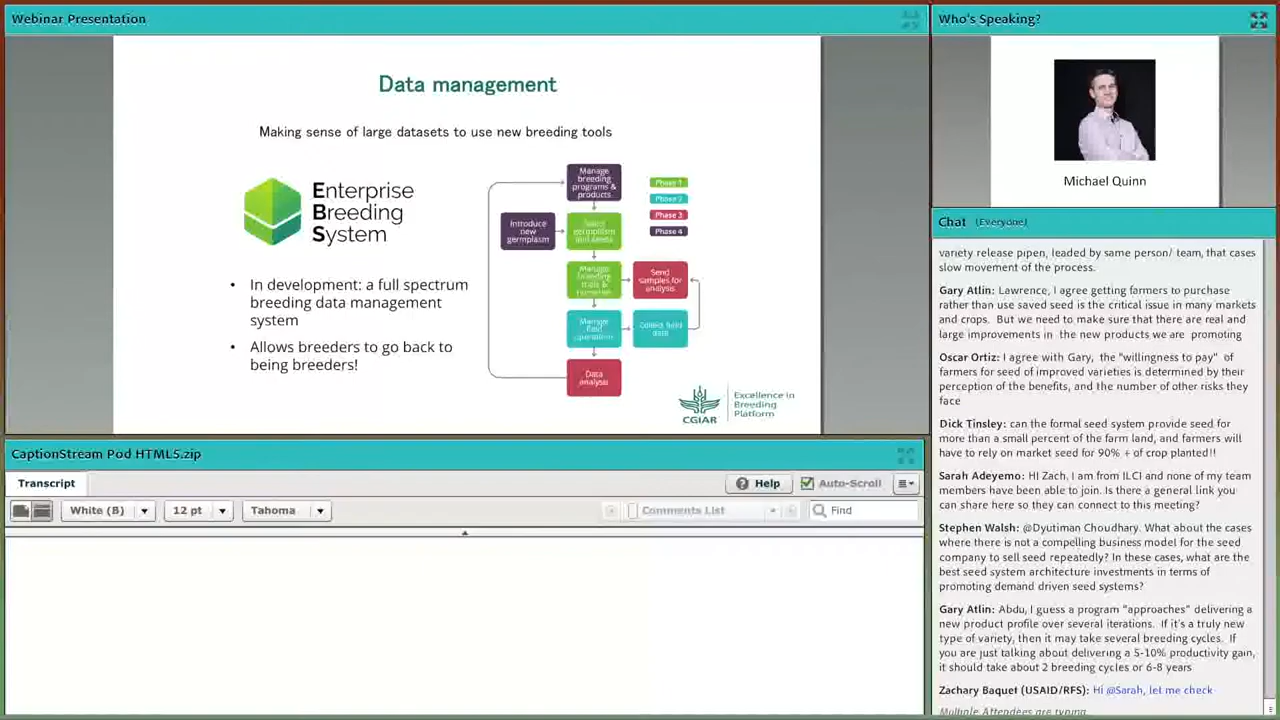 Webinar Presentation
Data management
Making sense of large datasets to use new breeding tools
Enterprise
Breeding
System
• In development: a full spectrum
breeding data management
system
• Allows breeders to go back to
being breeders!
Manage
breeding
programs &
products
Introduce
new
germplasm
Select
germplasm
and seeds
Manage
breeding
trials &
Send
samples for
analysis
Manage
field
operation
Collect field
data
Data
analysis
Phase 1
Phase 2
Phase 3
Phase 4
CGIAR
Excellence in
Breeding
Platform
CaptionStream Pod HTML5.zip
Transcript
Help
Auto-Scroll
White (B)
12 pt
Tahoma
Comments List
Find
Who's Speaking?
Michael Quinn
Chat (Everyone)
variety release pipen, leaded by same person/ team, that cases
slow movement of the process.
Gary Atlin: Lawrence, I agree getting farmers to purchase
rather than use saved seed is the critical issue in many markets
and crops. But we need to make sure that there are real and
large improvements in the new products we are promoting
Oscar Ortiz: I agree with Gary, the "willingness to pay" of
farmers for seed of improved varieties is determined by their
perception of the benefits, and the number of other risks they
face
Dick Tinsley: can the formal seed system provide seed for
more than a small percent of the farm land, and farmers will
have to rely on market seed for 90% + of crop planted!!
Sarah Adeyemo: HI Zach, I am from ILCI and none of my team
members have been able to join. Is there a general link you
can share here so they can connect to this meeting?
Stephen Walsh: @Dyutiman Choudhary. What about the cases
where there is not a compelling business model for the seed
company to sell seed repeatedly? In these cases, what are the
best seed system architecture investments in terms of
promoting demand driven seed systems?
Gary Atlin: Abdu, I guess a program "approaches" delivering a
new product profile over several iterations. If it's a truly new
type of variety, then it may take several breeding cycles. If
you are just talking about delivering a 5-10% productivity gain,
it should take about 2 breeding cycles or 6-8 years
Zachary Baquet (USAID/RFS): Hi @Sarah, let me check
Multiple Attendees are typing